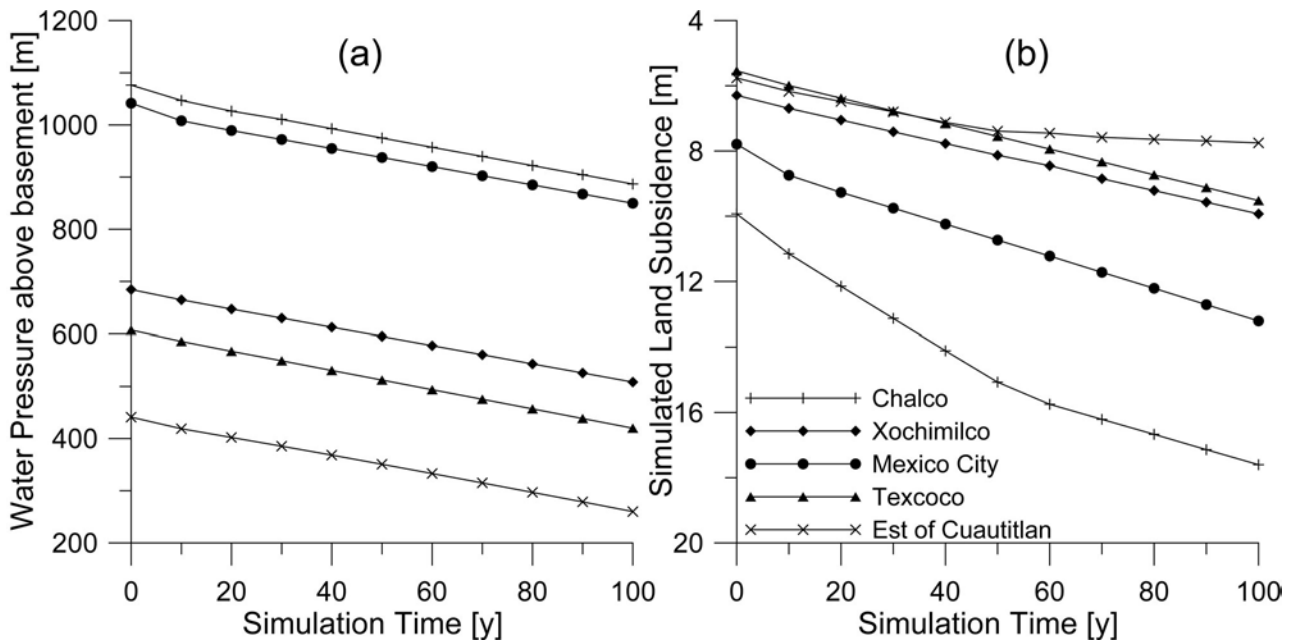 (a)
Water Pressure above basement [m]
1200
1000
800
600
400
200
0 20 40 60 80 100
Simulation Time [y]
(b)
Simulated Land Subsidence [m]
4
8
12
16
20
Chalco
Xochimilco
Mexico City
Texcoco
Est of Cuautitlan
0 20 40 60 80 100
Simulation Time [y]